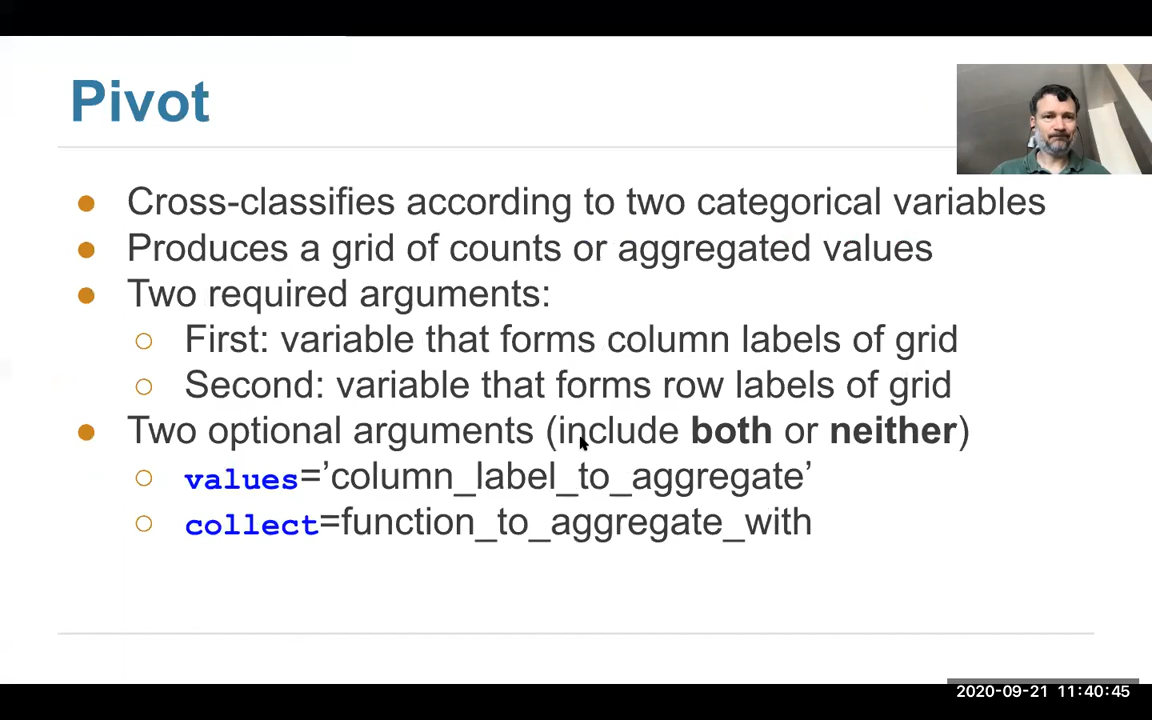 Pivot
● Cross-classifies according to two categorical variables
● Produces a grid of counts or aggregated values
● Two required arguments:
○ First: variable that forms column labels of grid
○ Second: variable that forms row labels of grid
● Two optional arguments (include both or neither)
○ values=’column_label_to_aggregate’
○ collect=function_to_aggregate_with
2020-09-21 11:40:45